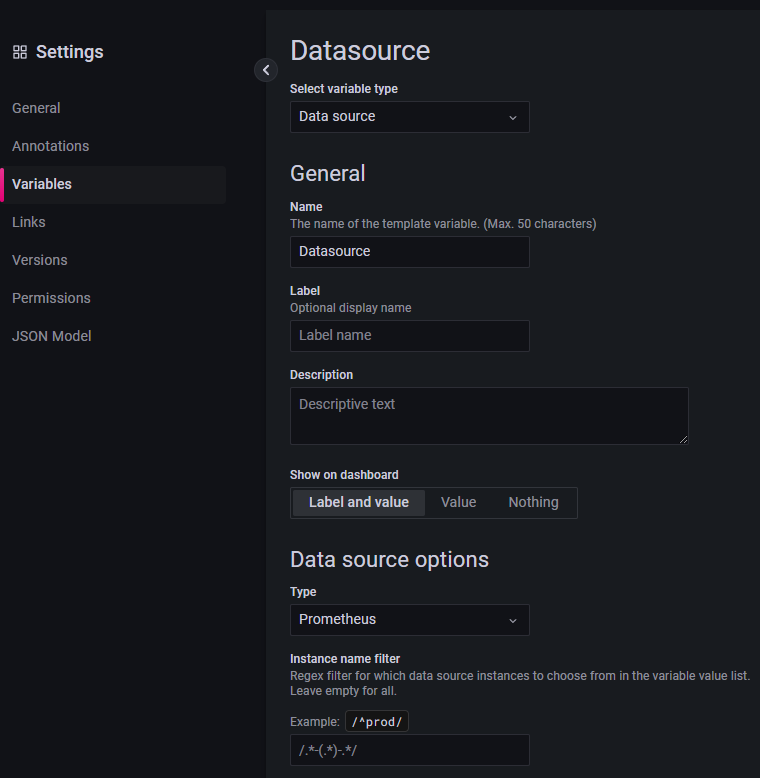 Settings
General
Annotations
Variables
Links
Versions
Permissions
JSON Model
Datasource
Select variable type
Data source
General
Name
The name of the template variable. (Max. 50 characters)
Datasource
Label
Optional display name
Label name
Description
Descriptive text
Show on dashboard
Label and value Value Nothing
Data source options
Type
Prometheus
Instance name filter
Regex filter for which data source instances to choose from in the variable value list.
Leave empty for all.
Example: /^prod/
/.*-(.*)-.*/